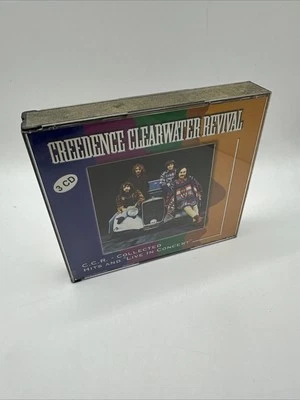 CREEDENCE CLEARWATER REVIVAL
3 CD
C.C.R. - COLLECTED
HITS AND "LIVE IN CONCERT"